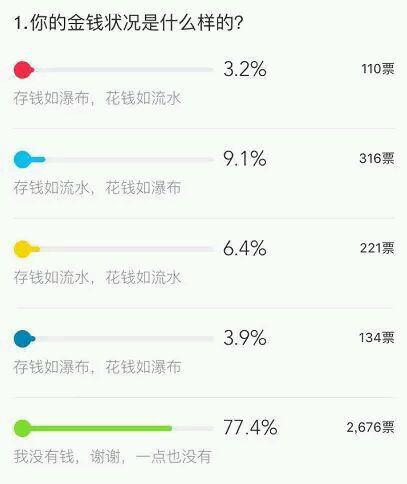 1.你的金钱状况是什么样的?
3.2% 110票
存钱如瀑布，花钱如流水
9.1% 316票
存钱如流水，花钱如瀑布
6.4% 221票
存钱如流水，花钱如流水
3.9% 134票
存钱如瀑布，花钱如瀑布
77.4% 2,676票
我没有钱，谢谢，一点也没有